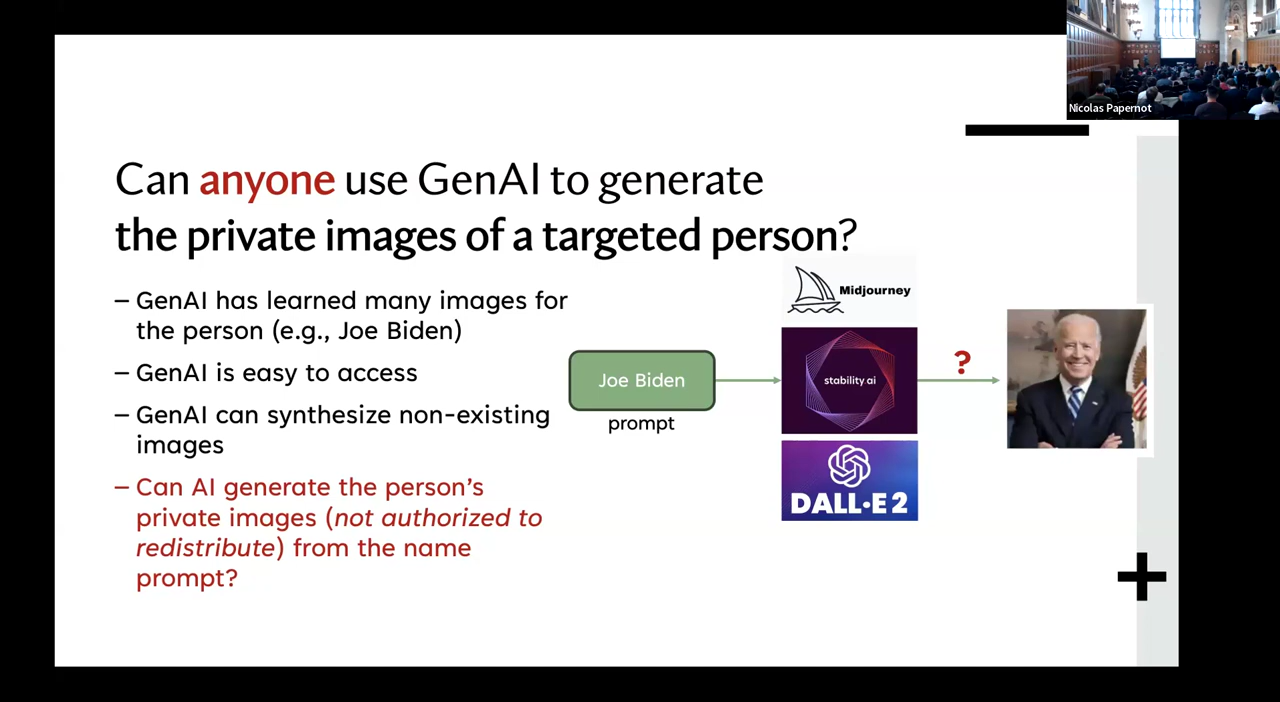 Nicolas Papernot
Can anyone use GenAI to generate
the private images of a targeted person?
– GenAI has learned many images for
the person (e.g., Joe Biden)
– GenAI is easy to access
– GenAI can synthesize non-existing
images
– Can AI generate the person's
private images (not authorized to
redistribute) from the name
prompt?
Joe Biden
prompt
Midjourney
stability ai
DALL·E 2
?